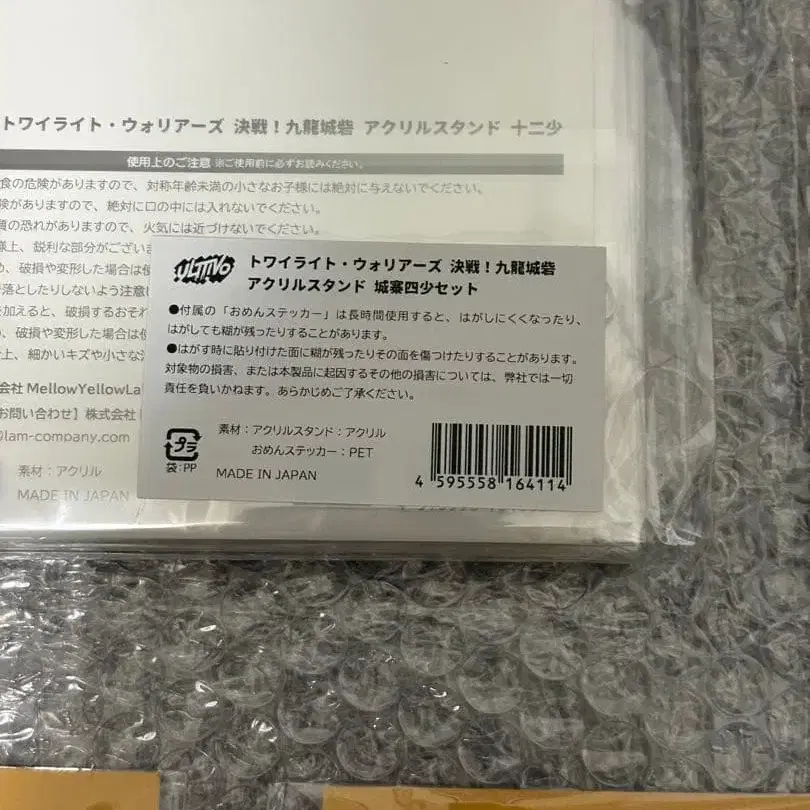 トワイライト・ウォリアーズ 決戦！九龍城砦 アクリルスタンド 十二少
使用上のご注意 ※ご使用前に必ずお読みください。
食の危険がありますので、対称年齢未満の小さなお子様には絶対に与えないでください。
険がありますので、絶対に口の中には入れないでください。
質の恐れがありますので、火気には近づけないでください。
様上、鋭利な部分がござい
め、破損や変形した場合は使
落としたりしないよう注意し
を加えると、破損するおそれ
、破損や変形した場合は使
上、細かいキズや小さな
会社 MellowYellowLa
お問い合わせ】株式会社
@lam-company.com
素材：アクリル
MADE IN JAPAN
ULTIVO
トワイライト・ウォリアーズ 決戦！九龍城砦
アクリルスタンド 城寨四少セット
●付属の「おめんステッカー」は長時間使用すると、はがしにくくなったり、
はがしても糊が残ったりすることがあります。
●はがす時に貼り付けた面に糊が残ったりその面を傷つけたりすることがあります。
対象物の損害、または本製品に起因するその他の損害については、弊社では一切
責任を負いかねます。あらかじめご了承ください。
プラ
袋:PP
素材：アクリルスタンド：アクリル
おめんステッカー：PET
MADE IN JAPAN
4 595558 164114